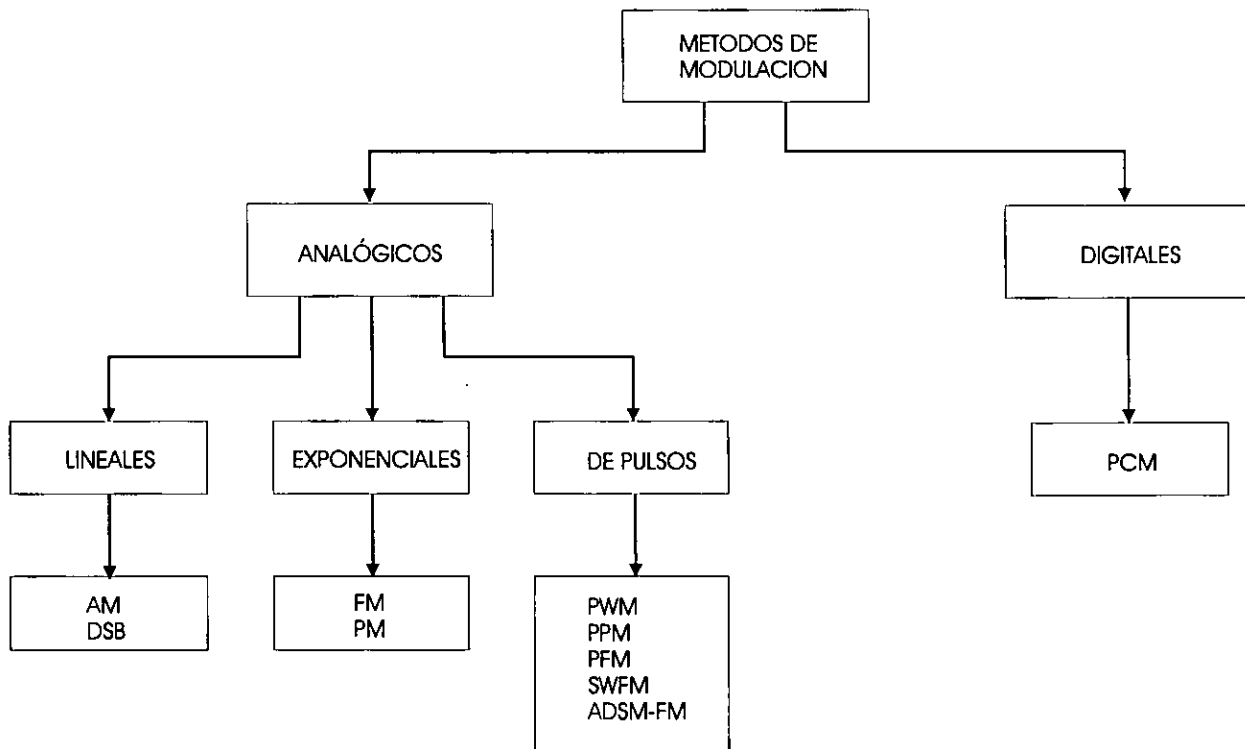 METODOS DE
MODULACION
ANALÓGICOS
DIGITALES
LINEALES
EXPONENCIALES
DE PULSOS
PCM
AM
DSB
FM
PM
PWM
PPM
PFM
SWFM
ADSM-FM